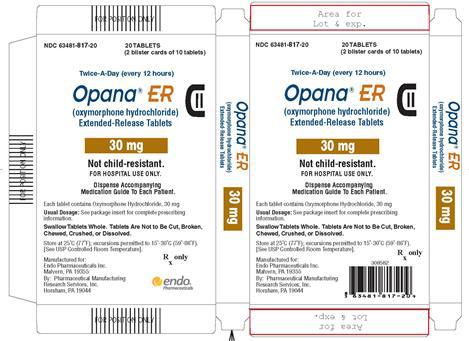 FOR POSITION ONLY
NDC 63481-817-20
20 TABLETS
(2 blister cards of 10 tablets)
Twice-A-Day (every 12 hours)
Opana® ER
CII
(oxymorphone hydrochloride)
Extended-Release Tablets
30 mg
Not child-resistant.
FOR HOSPITAL USE ONLY.
Dispense Accompanying
Medication Guide To Each Patient.
Each tablet contains Oxymorphone Hydrochloride, 30 mg
Usual Dosage: See package insert for complete prescribing
information.
Swallow Tablets Whole. Tablets Are Not to Be Cut, Broken,
Chewed, Crushed, or Dissolved.
Store at 25°C (77°F); excursions permitted to 15°-30°C (59°-86°F).
[See USP Controlled Room Temperature].
Rx only
Manufactured for:
Endo Pharmaceuticals Inc.
Malvern, PA 19355
By: Pharmaceutical Manufacturing
Research Services, Inc.
Horsham, PA 19044
endo
Pharmaceuticals
FOR POSITION ONLY
FOR POSITION ONLY
FOR POSITION ONLY
Opana® ER
(oxymorphone hydrochloride)
Extended Release Tablets
30 mg
Area for
Lot & exp.
NDC 63481-817-20
20 TABLETS
(2 blister cards of 10 tablets)
Twice-A-Day (every 12 hours)
Opana® ER
CII
(oxymorphone hydrochloride)
Extended-Release Tablets
30 mg
Not child-resistant.
FOR HOSPITAL USE ONLY.
Dispense Accompanying
Medication Guide To Each Patient.
Each tablet contains Oxymorphone Hydrochloride, 30 mg
Usual Dosage: See package insert for complete prescribing
information.
Swallow Tablets Whole. Tablets Are Not to Be Cut, Broken,
Chewed, Crushed, or Dissolved.
Store at 25°C (77°F); excursions permitted to 15°-30°C (59°-86°F).
[See USP Controlled Room Temperature].
Rx only
Manufactured for:
Endo Pharmaceuticals Inc.
Malvern, PA 19355
By: Pharmaceutical Manufacturing
Research Services, Inc.
Horsham, PA 19044
3 63481-817-20
Area for
Lot & exp.
Opana® ER
(oxymorphone hydrochloride)
Extended Release Tablets
30 mg